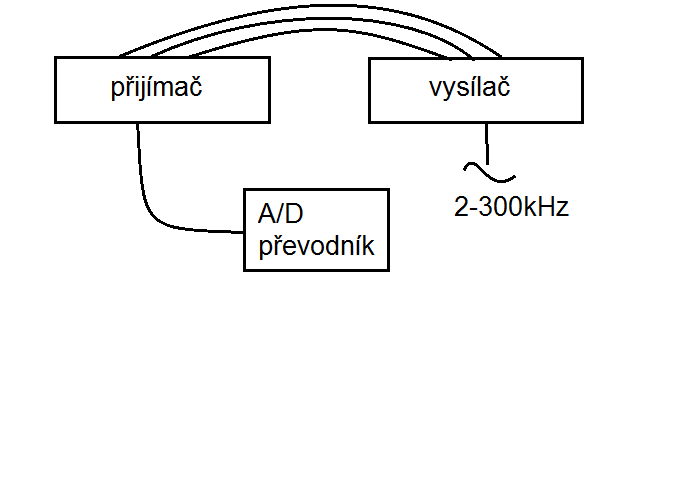 přijímač
vysílač
A/D
převodník
2-300kHz